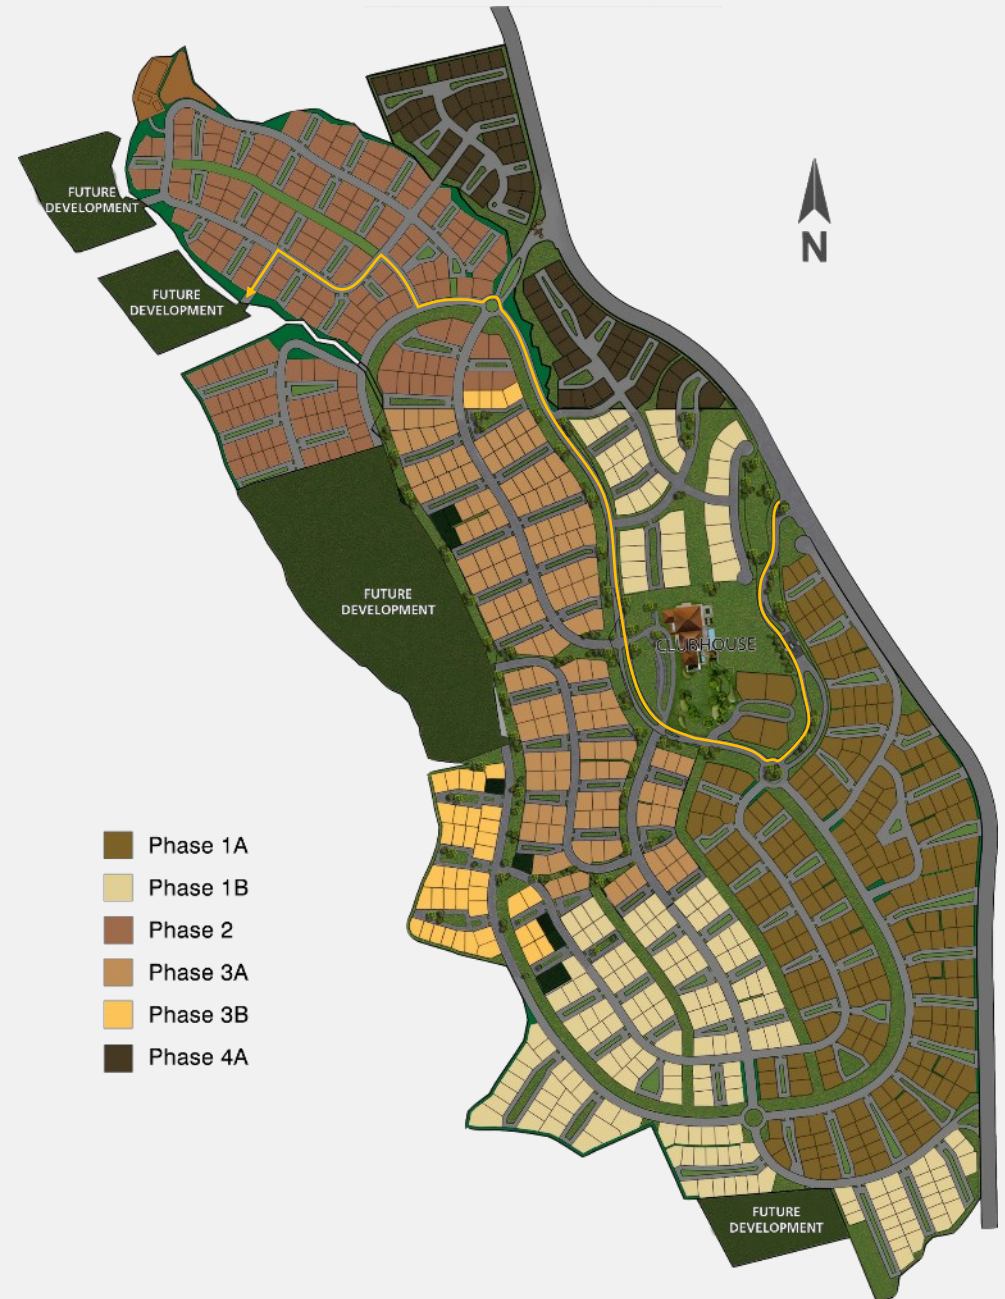 FUTURE
DEVELOPMENT
N
FUTURE
DEVELOPMENT
FUTURE
DEVELOPMENT
CLUBHOUSE
Phase 1A
Phase 1B
Phase 2
Phase 3A
Phase 3B
Phase 4A
FUTURE
DEVELOPMENT